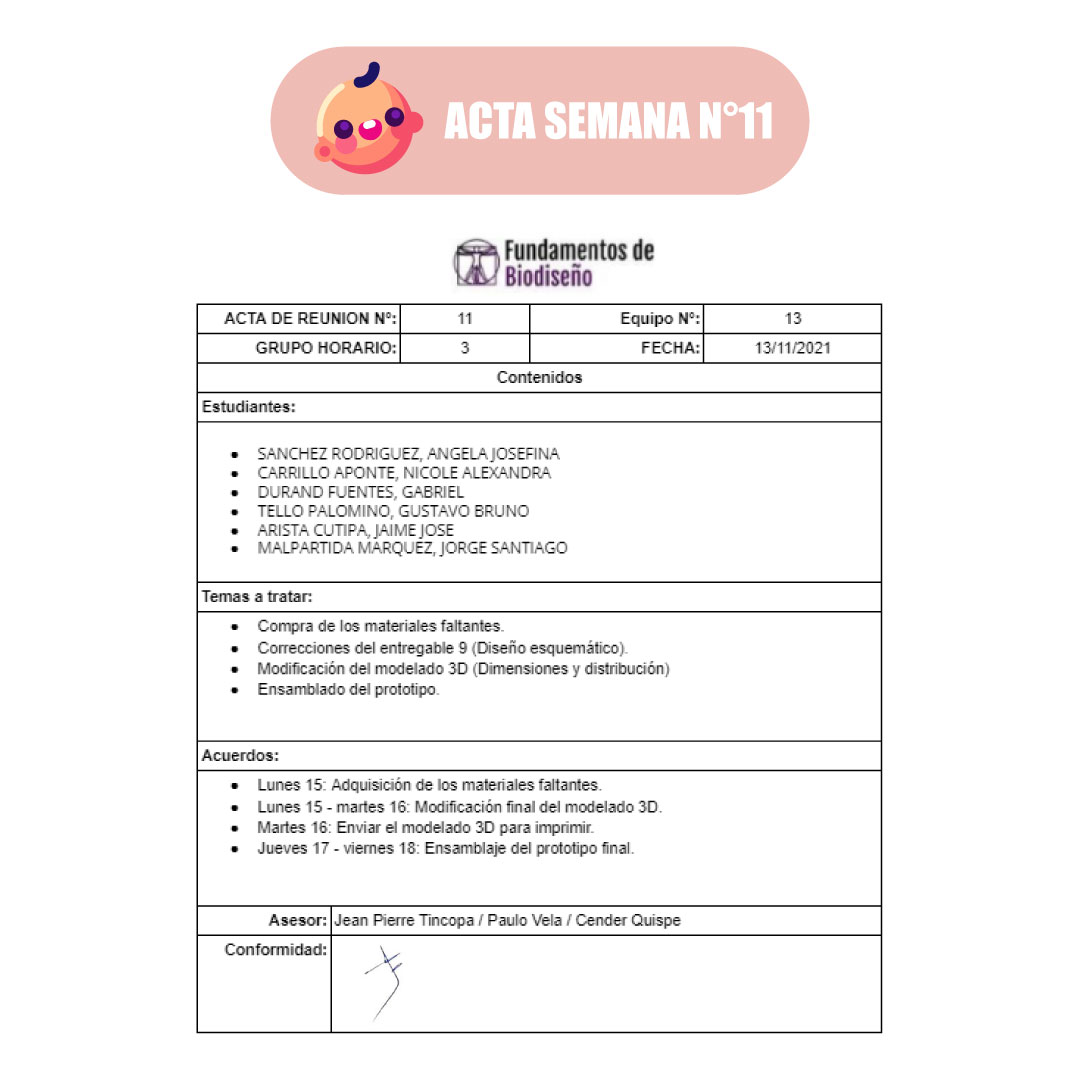 ACTA SEMANA N°11
Fundamentos de
Biodiseño
ACTA DE REUNION Nº: 11 Equipo Nº: 13
GRUPO HORARIO: 3 FECHA: 13/11/2021
Contenidos
Estudiantes:
• SANCHEZ RODRIGUEZ, ANGELA JOSEFINA
• CARRILLO APONTE, NICOLE ALEXANDRA
• DURAND FUENTES, GABRIEL
• TELLO PALOMINO, GUSTAVO BRUNO
• ARISTA CUTIPA, JAIME JOSE
• MALPARTIDA MARQUEZ, JORGE SANTIAGO
Temas a tratar:
• Compra de los materiales faltantes.
• Correcciones del entregable 9 (Diseño esquemático).
• Modificación del modelado 3D (Dimensiones y distribución)
• Ensamblado del prototipo.
Acuerdos:
• Lunes 15: Adquisición de los materiales faltantes.
• Lunes 15 - martes 16: Modificación final del modelado 3D.
• Martes 16: Enviar el modelado 3D para imprimir.
• Jueves 17 - viernes 18: Ensamblaje del prototipo final.
Asesor: Jean Pierre Tincopa / Paulo Vela / Cender Quispe
Conformidad: